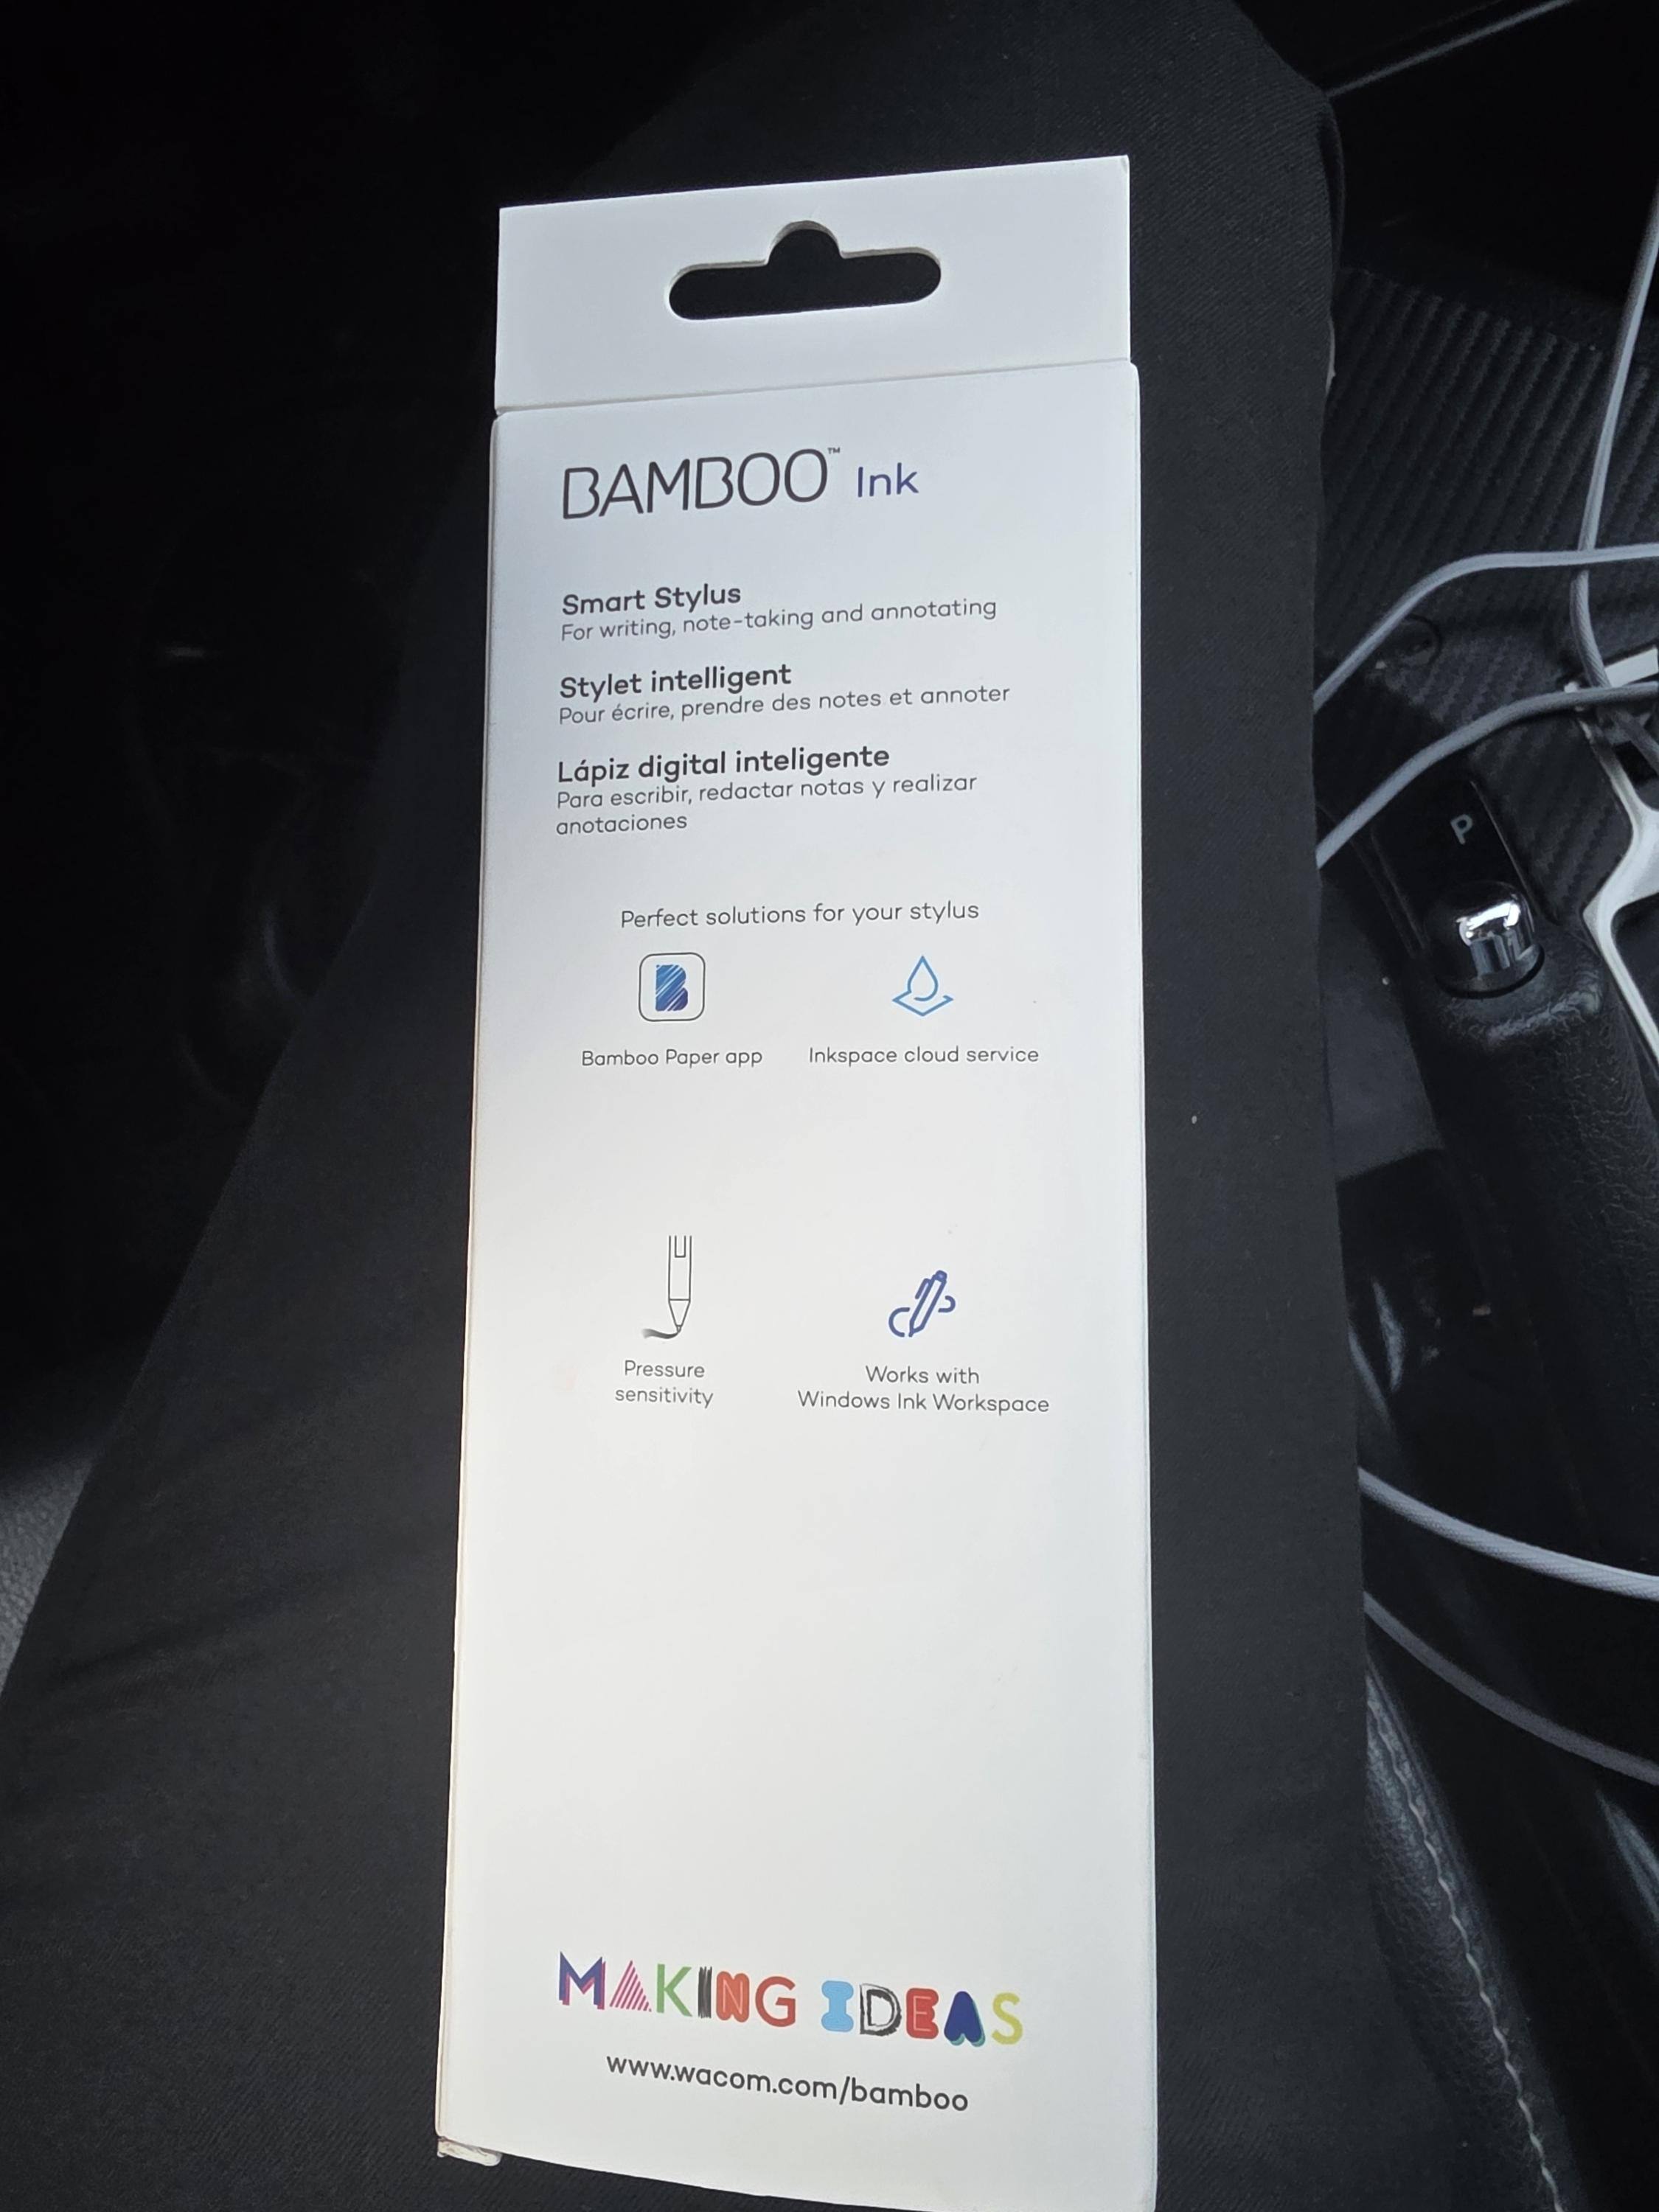 BAMBOO™ Ink
Smart Stylus
For writing, note-taking and annotating
Stylet intelligent
Pour écrire, prendre des notes et annoter
Lápiz digital inteligente
Para escribir, redactar notas y realizar
anotaciones
Perfect solutions for your stylus
B
Bamboo Paper app
Inkspace cloud service
Pressure
sensitivity
Works with
Windows Ink Workspace
MAKING IDEAS
www.wacom.com/bamboo
P